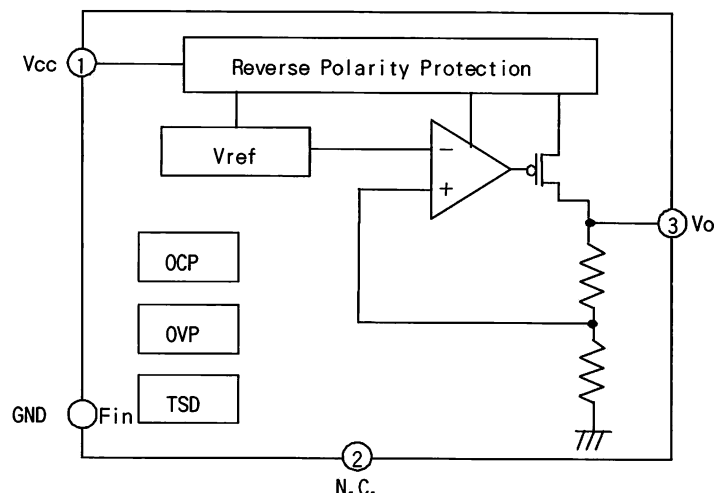 Vcc 1 Reverse Polarity Protection
Vref
−
+
3 Vo
OCP
OVP
TSD
GND Fin
2
N.C.